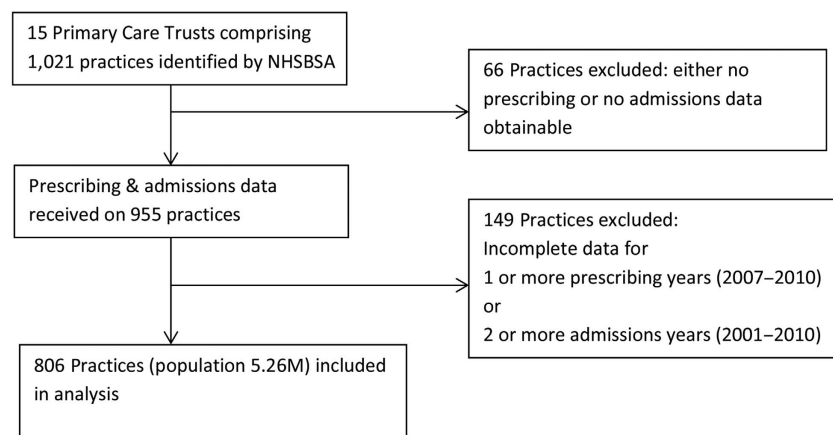 15 Primary Care Trusts comprising
1,021 practices identified by NHSBSA
66 Practices excluded: either no
prescribing or no admissions data
obtainable
Prescribing & admissions data
received on 955 practices
149 Practices excluded:
Incomplete data for
1 or more prescribing years (2007–2010)
or
2 or more admissions years (2001–2010)
806 Practices (population 5.26M) included
in analysis